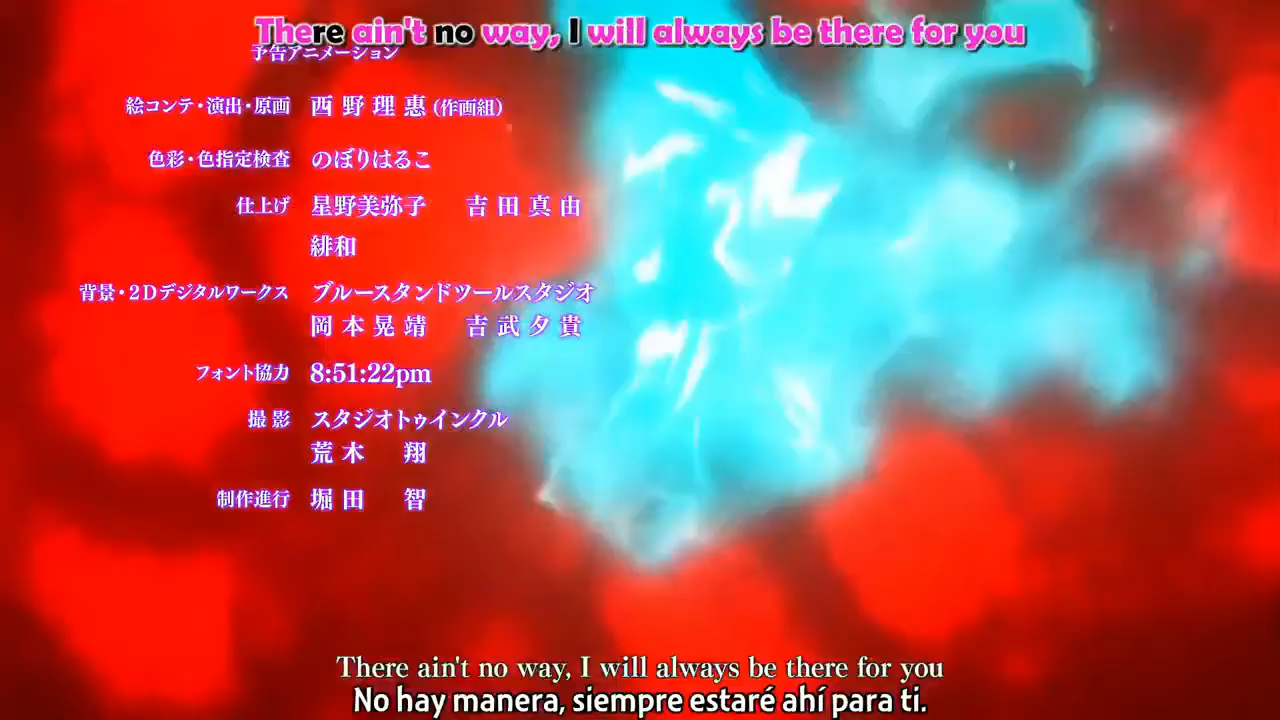 There ain't no way, I will always be there for you
予告アニメーション
絵コンテ・演出・原画 西野理恵(作画組)
色彩・色指定検査 のぼりはるこ
仕上げ 星野美弥子 吉田真由
緋和
背景・2Dデジタルワークス ブルースタンドツールスタジオ
岡本晃靖 吉武夕貴
フォント協力 8:51:22pm
撮影 スタジオトゥインクル
荒木 翔
制作進行 堀田 智
There ain't no way, I will always be there for you
No hay manera, siempre estaré ahí para ti.